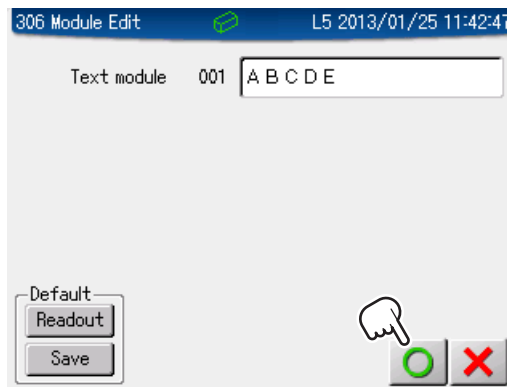 306 Module Edit L5 2013/01/25 11:42:47
Text module 001 A B C D E
Default
Readout
Save